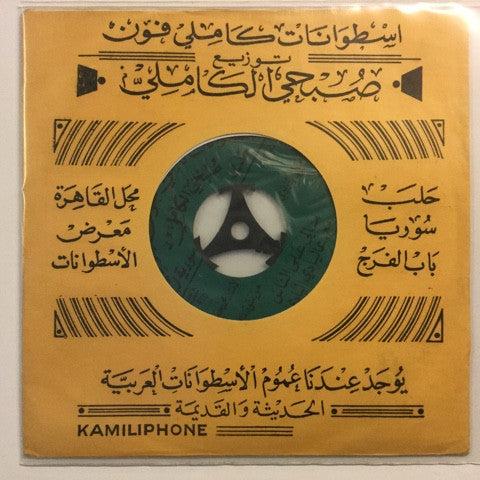 اسطوانات كاملي فون
توزيع
صبحي الكاملي
حلب
سوريا
باب الفرج
محل القاهرة
معرض
الأسطوانات
يوجد عندنا عموم الأسطوانات العربية
الحديثة والقديمة
KAMILIPHONE